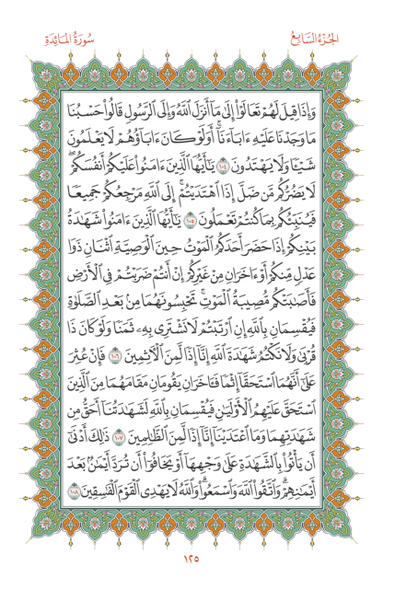 الجُزءُ السَّابِعُ سُورَةُ المَائِدَةِ
وَإِذَا قِيلَ لَهُمْ تَعَالَوْاْ إِلَىٰ مَآ أَنزَلَ ٱللَّهُ وَإِلَى ٱلرَّسُولِ قَالُواْ حَسْبُنَا
مَا وَجَدْنَا عَلَيْهِ ءَابَآءَنَآۚ أَوَلَوْ كَانَ ءَابَآؤُهُمْ لَا يَعْلَمُونَ
شَيْـًٔا وَلَا يَهْتَدُونَ ١٠٤ يَـٰٓأَيُّهَا ٱلَّذِينَ ءَامَنُواْ عَلَيْكُمْ أَنفُسَكُمْۖ
لَا يَضُرُّكُم مَّن ضَلَّ إِذَا ٱهْتَدَيْتُمْۚ إِلَى ٱللَّهِ مَرْجِعُكُمْ جَمِيعًا
فَيُنَبِّئُكُم بِمَا كُنتُمْ تَعْمَلُونَ ١٠٥ يَـٰٓأَيُّهَا ٱلَّذِينَ ءَامَنُواْ شَهَـٰدَةُ
بَيْنِكُمْ إِذَا حَضَرَ أَحَدَكُمُ ٱلْمَوْتُ حِينَ ٱلْوَصِيَّةِ ٱثْنَانِ ذَوَا
عَدْلٍ مِّنكُمْ أَوْ ءَاخَرَانِ مِنْ غَيْرِكُمْ إِنْ أَنتُمْ ضَرَبْتُمْ فِى ٱلْأَرْضِ
فَأَصَـٰبَتْكُم مُّصِيبَةُ ٱلْمَوْتِۚ تَحْبِسُونَهُمَا مِنۢ بَعْدِ ٱلصَّلَوٰةِ
فَيُقْسِمَانِ بِٱللَّهِ إِنِ ٱرْتَبْتُمْ لَا نَشْتَرِى بِهِۦ ثَمَنًا وَلَوْ كَانَ ذَا
قُرْبَىٰ وَلَا نَكْتُمُ شَهَـٰدَةَ ٱللَّهِ إِنَّآ إِذًا لَّمِنَ ٱلْـَٔاثِمِينَ ١٠٦ فَإِنْ عُثِرَ
عَلَىٰٓ أَنَّهُمَا ٱسْتَحَقَّآ إِثْمًا فَـَٔاخَرَانِ يَقُومَانِ مَقَامَهُمَا مِنَ ٱلَّذِينَ
ٱسْتَحَقَّ عَلَيْهِمُ ٱلْأَوْلَيَـٰنِ فَيُقْسِمَانِ بِٱللَّهِ لَشَهَـٰدَتُنَآ أَحَقُّ مِن
شَهَـٰدَتِهِمَا وَمَا ٱعْتَدَيْنَآ إِنَّآ إِذًا لَّمِنَ ٱلظَّـٰلِمِينَ ١٠٧ ذَٰلِكَ أَدْنَىٰٓ
أَن يَأْتُواْ بِٱلشَّهَـٰدَةِ عَلَىٰ وَجْهِهَآ أَوْ يَخَافُوٓاْ أَن تُرَدَّ أَيْمَـٰنٌۢ بَعْدَ
أَيْمَـٰنِهِمْۗ وَٱتَّقُواْ ٱللَّهَ وَٱسْمَعُواْۗ وَٱللَّهُ لَا يَهْدِى ٱلْقَوْمَ ٱلْفَـٰسِقِينَ ١٠٨
١٢٥